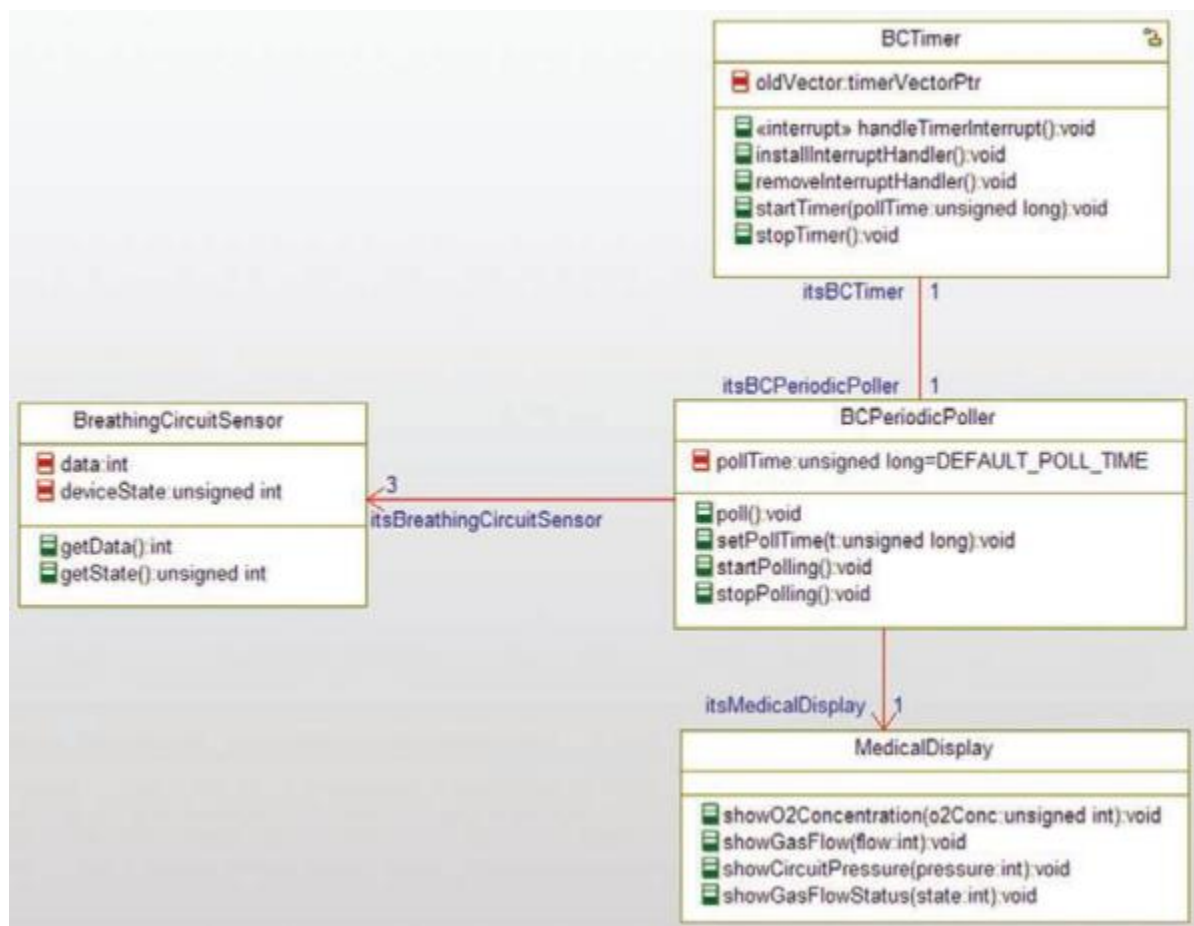 BCTimer
oldVector:timerVectorPtr
«interrupt» handleTimerInterrupt():void
installInterruptHandler():void
removeInterruptHandler():void
startTimer(pollTime:unsigned long):void
stopTimer():void
itsBCTimer 1
itsBCPeriodicPoller 1
BCPeriodicPoller
pollTime:unsigned long=DEFAULT_POLL_TIME
poll():void
setPollTime(t:unsigned long):void
startPolling():void
stopPolling():void
BreathingCircuitSensor
data:int
deviceState:unsigned int
getData():int
getState():unsigned int
3
itsBreathingCircuitSensor
itsMedicalDisplay 1
MedicalDisplay
showO2Concentration(o2Conc:unsigned int):void
showGasFlow(flow:int):void
showCircuitPressure(pressure:int):void
showGasFlowStatus(state:int):void